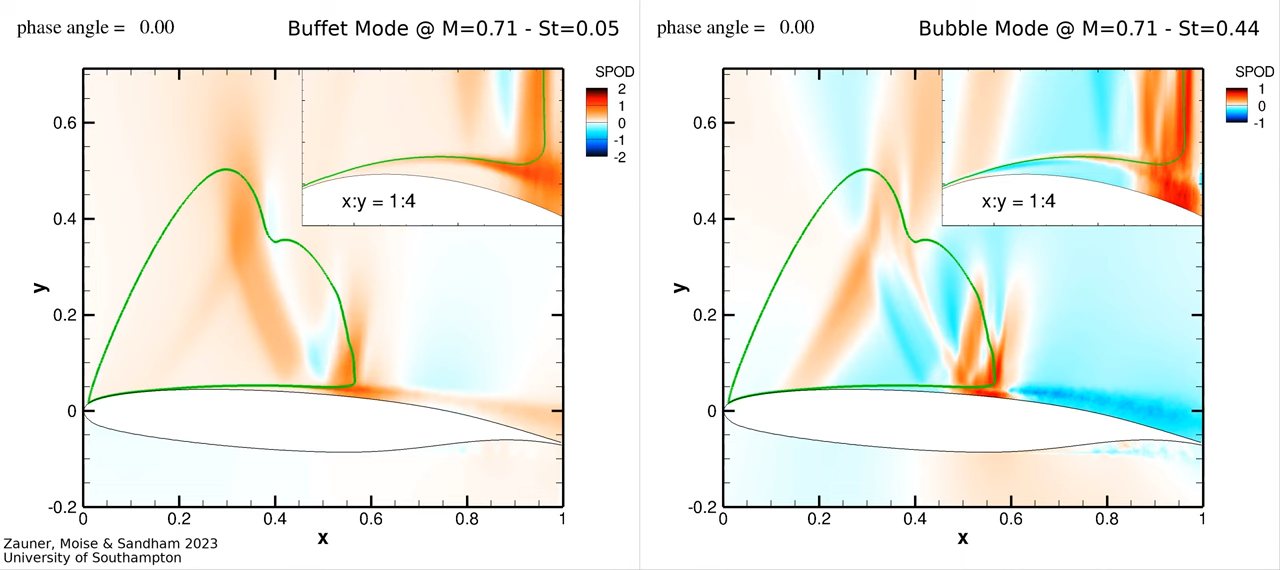 phase angle = 0.00
Buffet Mode @ M=0.71 - St=0.05
SPOD
2
1
0
-1
-2
x:y = 1:4
y
0.6
0.4
0.2
0
-0.2
0
0.2
0.4
0.6
0.8
1
x
Zauner, Moise & Sandham 2023
University of Southampton
phase angle = 0.00
Bubble Mode @ M=0.71 - St=0.44
SPOD
1
0
-1
x:y = 1:4
y
0.6
0.4
0.2
0
-0.2
0
0.2
0.4
0.6
0.8
1
x